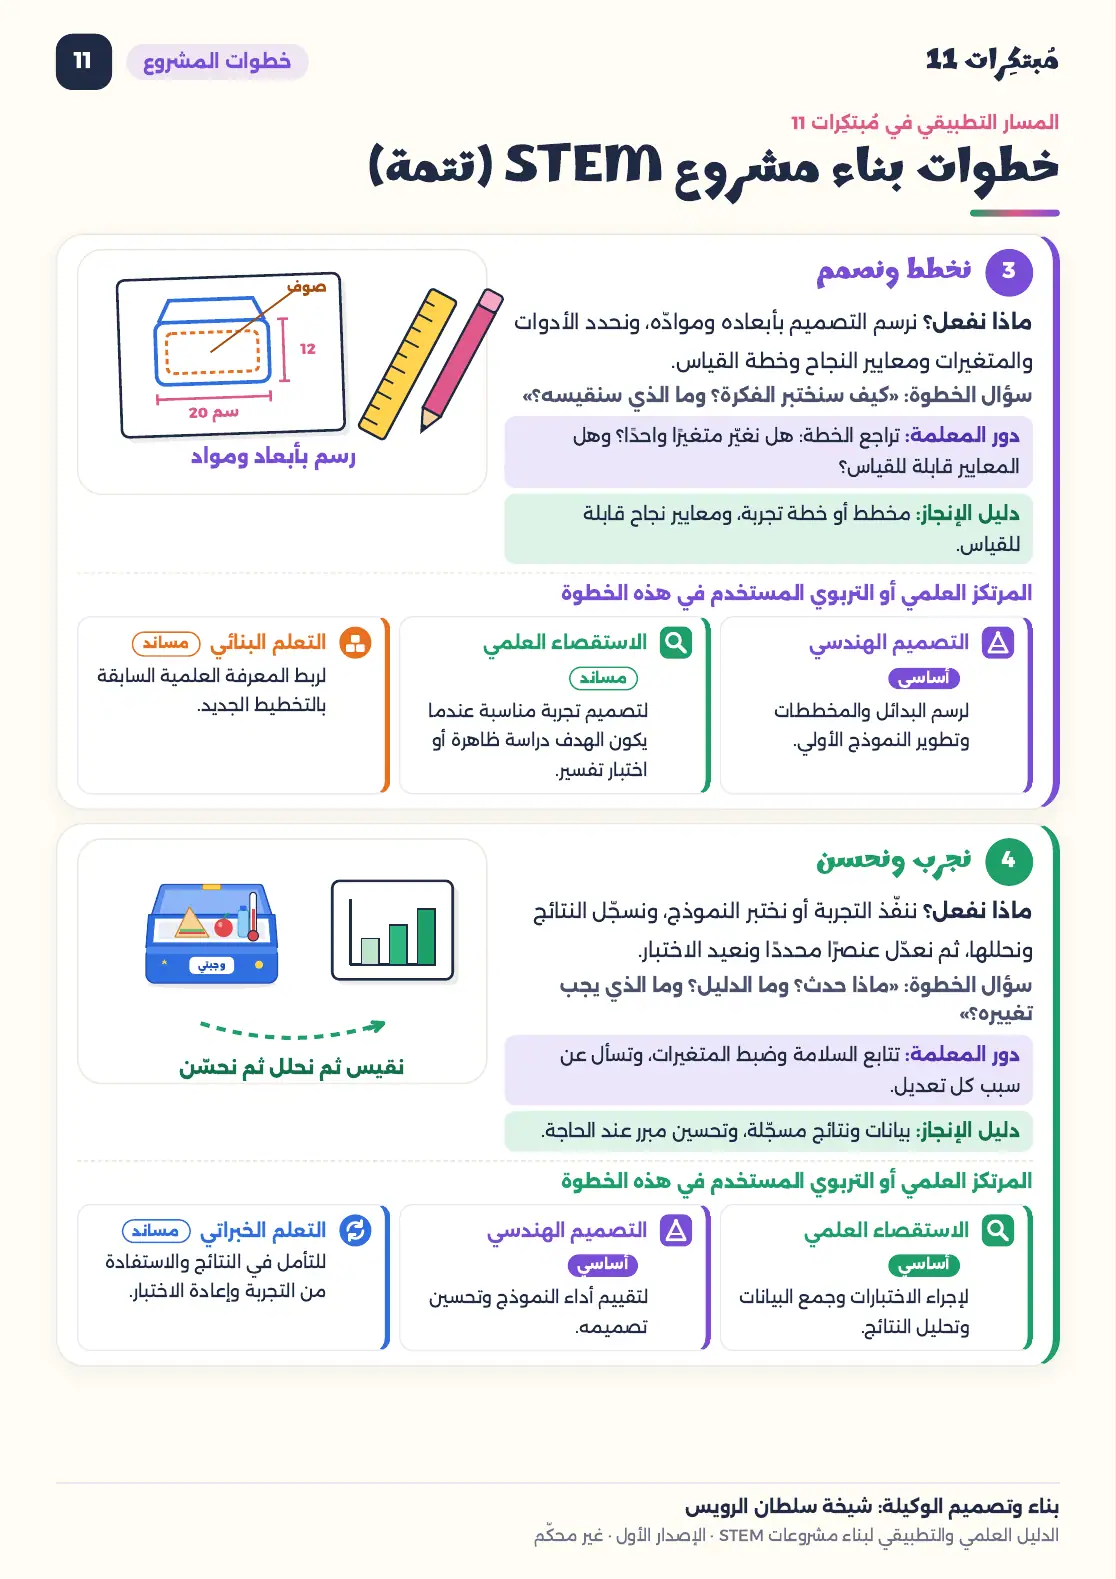 مُبتكِرات 11
خطوات المشروع
11
المسار التطبيقي في مُبتكِرات 11
خطوات بناء مشروع STEM (تتمة)
3
نخطط ونصمم
ماذا نفعل؟ نرسم التصميم بأبعاده وموادّه، ونحدد الأدوات
والمتغيرات ومعايير النجاح وخطة القياس.
سؤال الخطوة: «كيف سنختبر الفكرة؟ وما الذي سنقيسه؟»
دور المعلمة: تراجع الخطة: هل نغيّر متغيرًا واحدًا؟ وهل
المعايير قابلة للقياس؟
دليل الإنجاز: مخطط أو خطة تجربة، ومعايير نجاح قابلة
للقياس.
صوف
12
20 سم
رسم بأبعاد ومواد
المرتكز العلمي أو التربوي المستخدم في هذه الخطوة
التصميم الهندسي
أساسي
لرسم البدائل والمخططات
وتطوير النموذج الأولي.
الاستقصاء العلمي
مساند
لتصميم تجربة مناسبة عندما
يكون الهدف دراسة ظاهرة أو
اختبار تفسير.
التعلم البنائي مساند
لربط المعرفة العلمية السابقة
بالتخطيط الجديد.
4
نجرب ونحسن
ماذا نفعل؟ ننفّذ التجربة أو نختبر النموذج، ونسجّل النتائج
ونحللها، ثم نعدّل عنصرًا محددًا ونعيد الاختبار.
سؤال الخطوة: «ماذا حدث؟ وما الدليل؟ وما الذي يجب
تغييره؟»
دور المعلمة: تتابع السلامة وضبط المتغيرات، وتسأل عن
سبب كل تعديل.
دليل الإنجاز: بيانات ونتائج مسجّلة، وتحسين مبرر عند الحاجة.
وجبتي
نقيس ثم نحلل ثم نحسّن
المرتكز العلمي أو التربوي المستخدم في هذه الخطوة
الاستقصاء العلمي
أساسي
لإجراء الاختبارات وجمع البيانات
وتحليل النتائج.
التصميم الهندسي
أساسي
لتقييم أداء النموذج وتحسين
تصميمه.
التعلم الخبراتي مساند
للتأمل في النتائج والاستفادة
من التجربة وإعادة الاختبار.
بناء وتصميم الوكيلة: شيخة سلطان الرويس
الدليل العلمي والتطبيقي لبناء مشروعات STEM · الإصدار الأول · غير محكّم